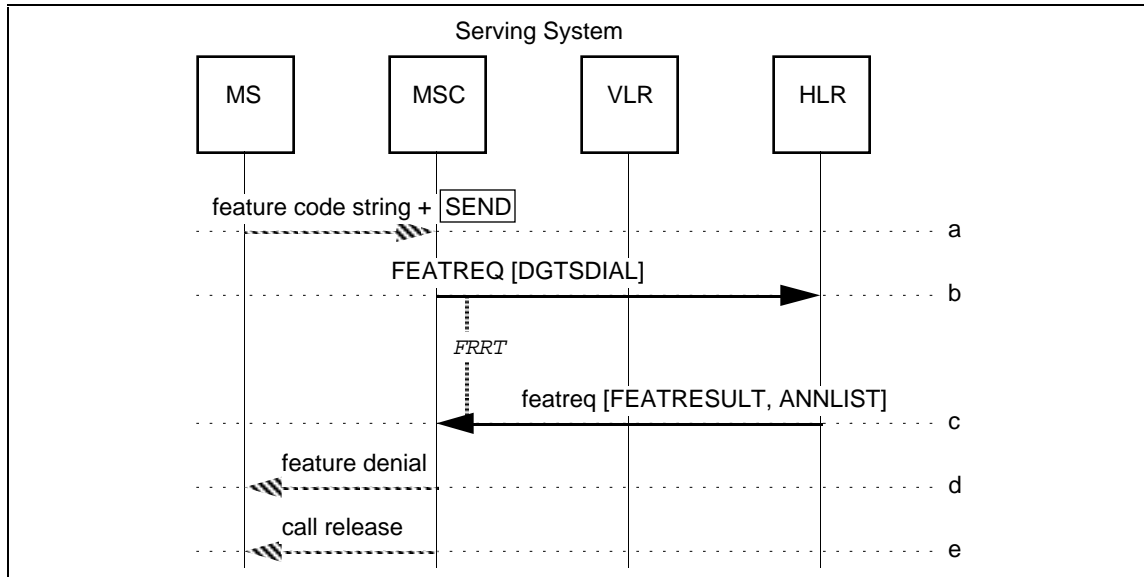 Serving System
MS
MSC
VLR
HLR
feature code string + SEND
a
FEATREQ [DGTSDIAL]
b
FRRT
featreq [FEATRESULT, ANNLIST]
c
feature denial
d
call release
e